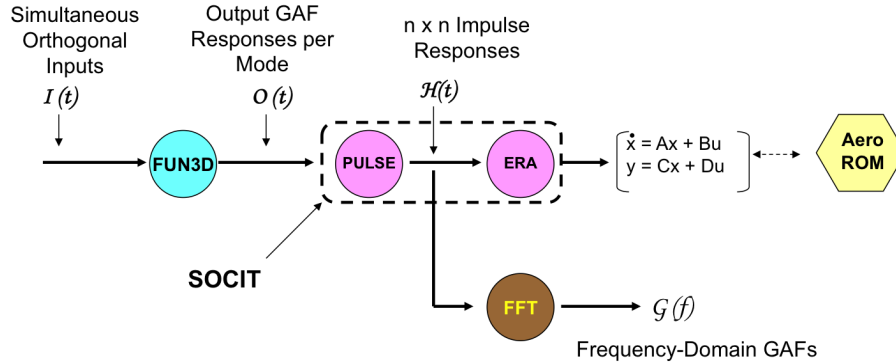 Simultaneous
Orthogonal
Inputs
I (t)
Output GAF
Responses per
Mode
O (t)
n x n Impulse
Responses
ℋ(t)
FUN3D
PULSE
ERA
ẋ = Ax + Bu
y = Cx + Du
Aero
ROM
SOCIT
FFT
G (f)
Frequency-Domain GAFs